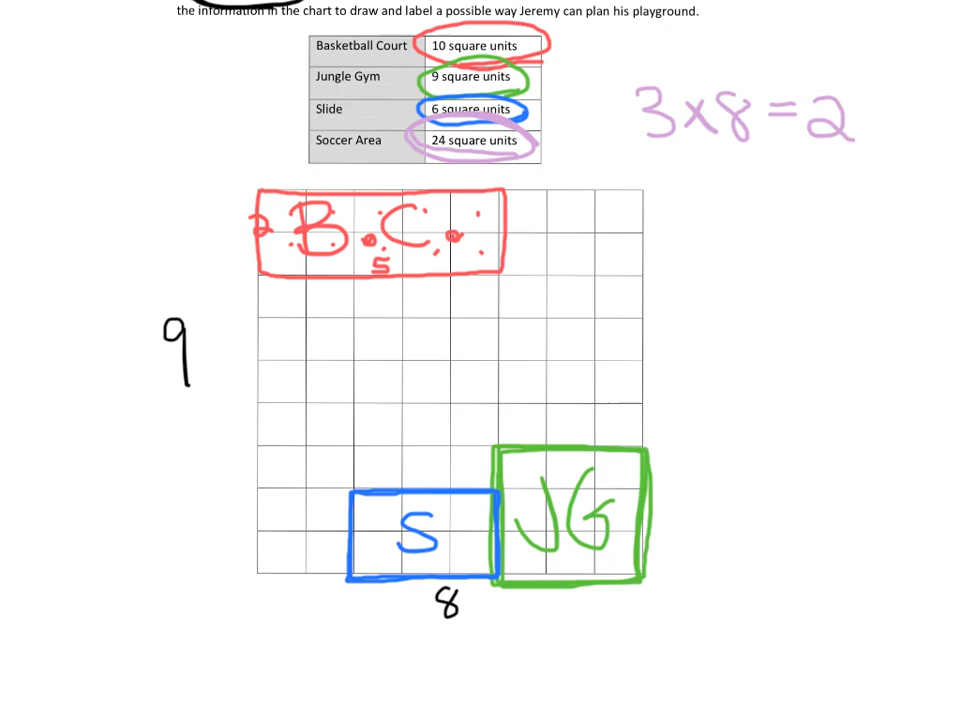 the information in the chart to draw and label a possible way Jeremy can plan his playground.
Basketball Court 10 square units
Jungle Gym 9 square units
Slide 6 square units
Soccer Area 24 square units
3x8=2
2 B.C.
5
9
S JG
8